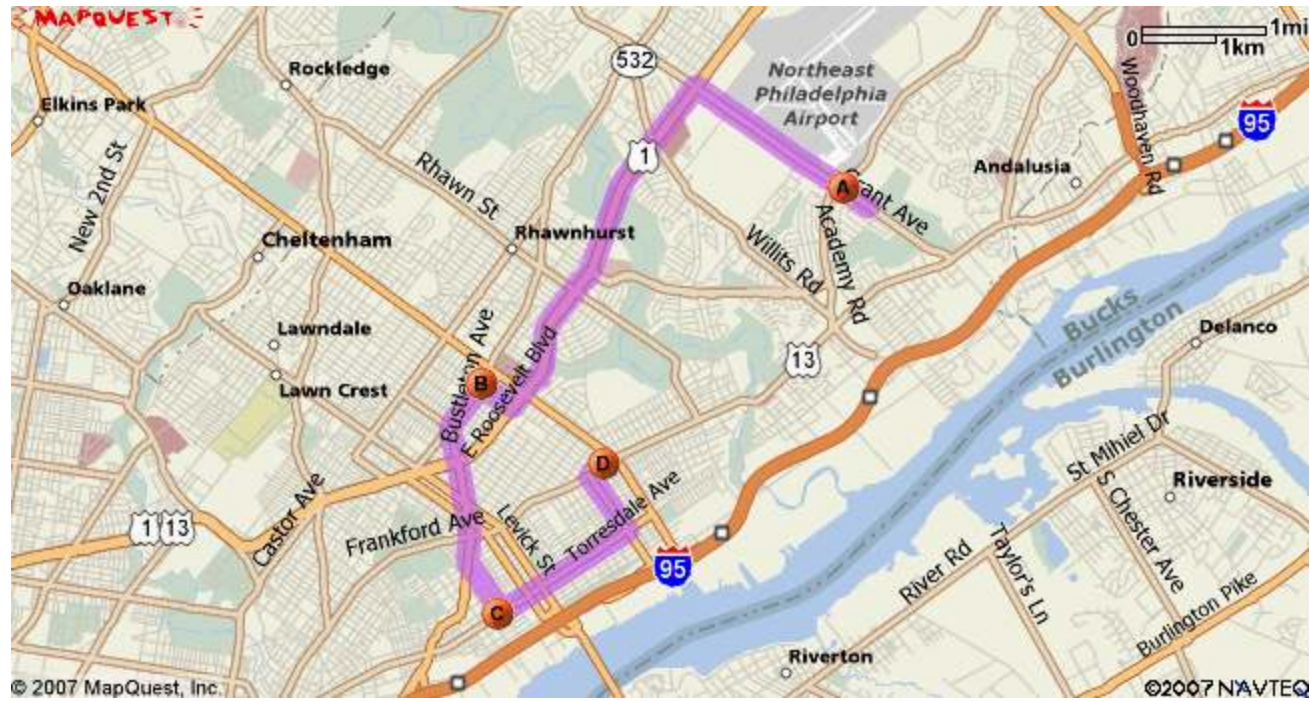 MAPQUEST
532
Rockledge
Northeast
Philadelphia
Airport
0
1mi
1km
Elkins Park
Woodhaven Rd
95
New 2nd St
Rhawn St
1
Andalusia
A
Grant Ave
Cheltenham
Rhawnhurst
Willits Rd
Academy Rd
Oaklane
Bucks
Burlington
Lawndale
Delanco
Bustleton Ave
E Roosevelt Blvd
13
B
Lawn Crest
St Mihiel Dr
D
Riverside
Castor Ave
Torresdale Ave
S Chester Ave
1
13
Frankford Ave
Levick St
95
Taylor's Ln
River Rd
C
Burlington Pike
Riverton
© 2007 MapQuest, Inc.
©2007 NAVTEQ